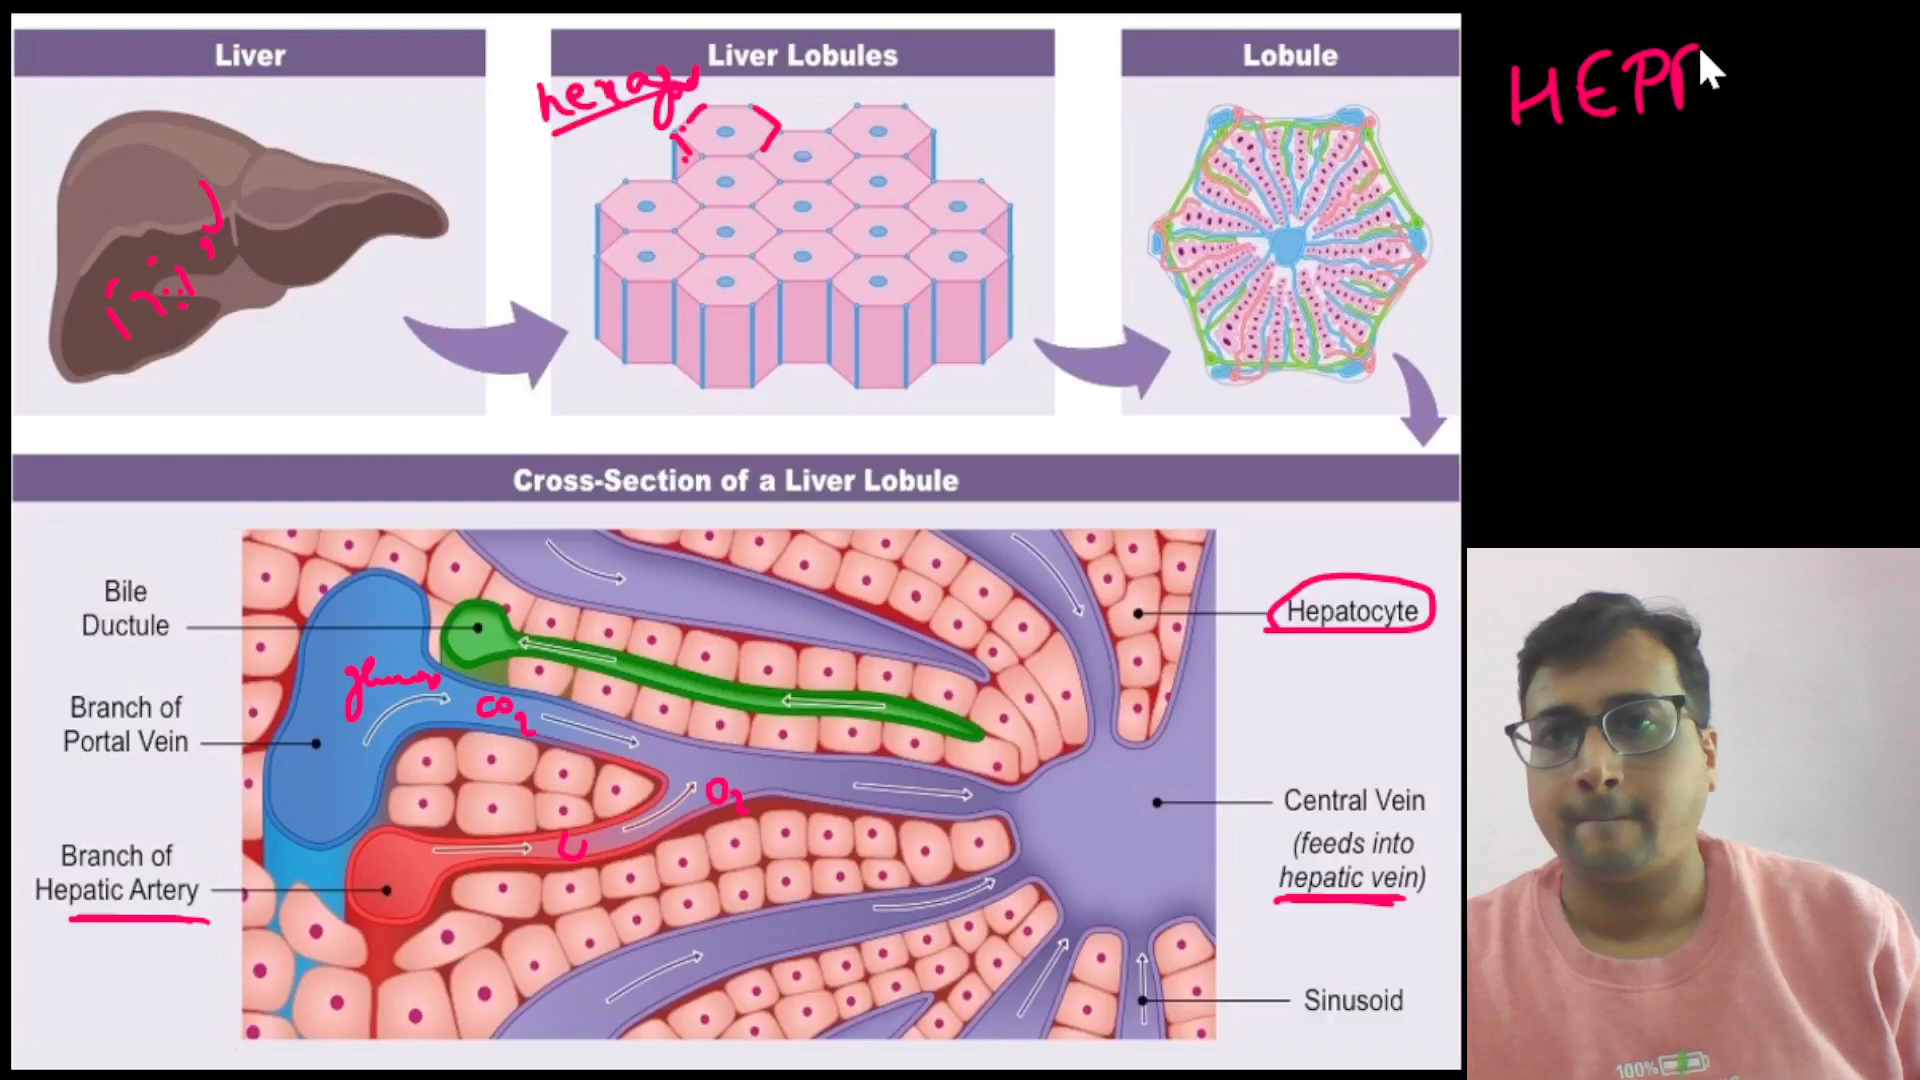 Liver
Liver Lobules
Lobule
HEPA
Cross-Section of a Liver Lobule
Bile
Ductule
Branch of
Portal Vein
Branch of
Hepatic Artery
CO2
O2
Hepatocyte
Central Vein
(feeds into
hepatic vein)
Sinusoid
100%